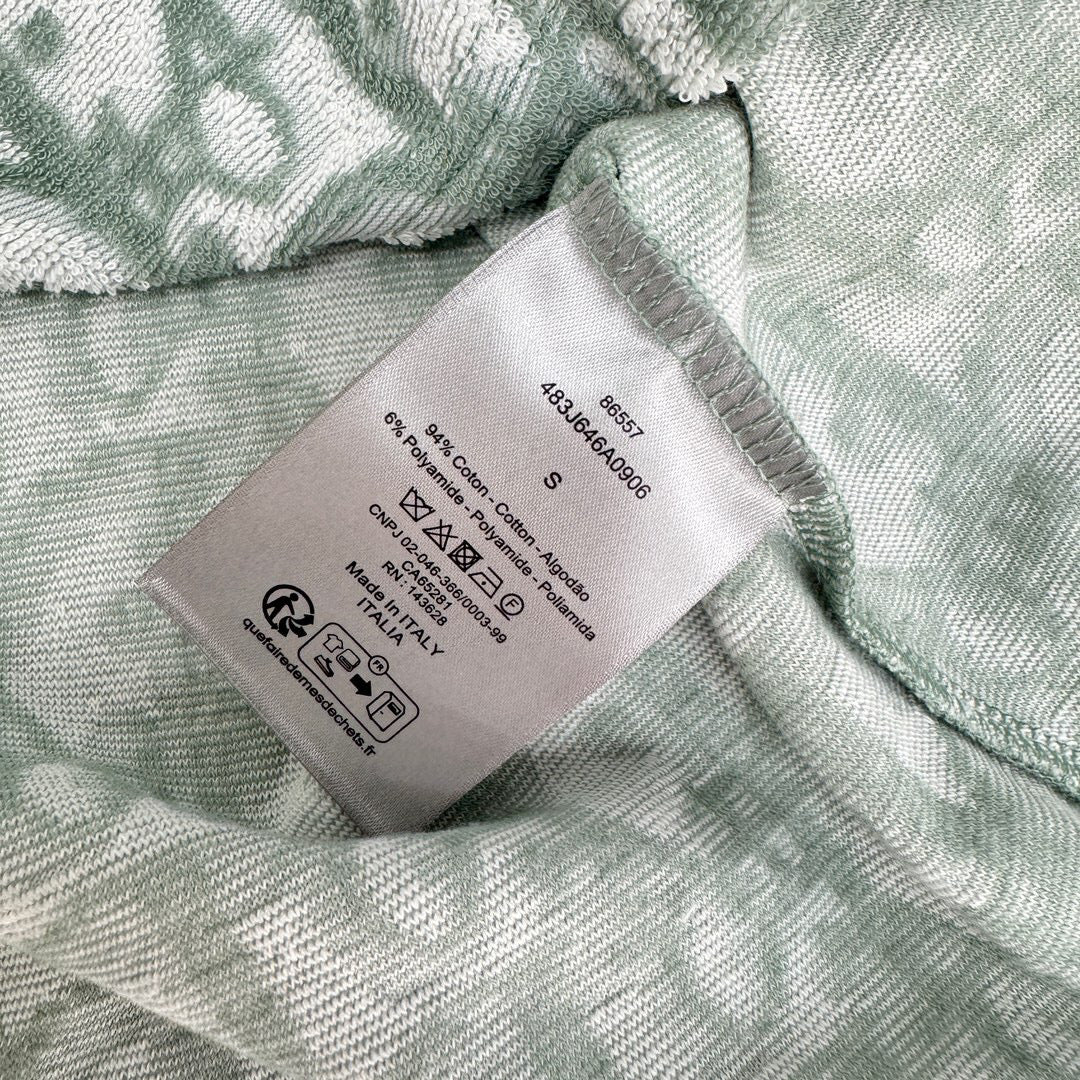 86557
483J646A0906
S
94% Coton - Cotton - Algodão
6% Polyamide - Polyamide - Poliamida
F
CNPJ 02-046-366/0003-99
CA65281
RN : 143628
Made In ITALY
ITALIA
FR
quefairedemesdechets.fr